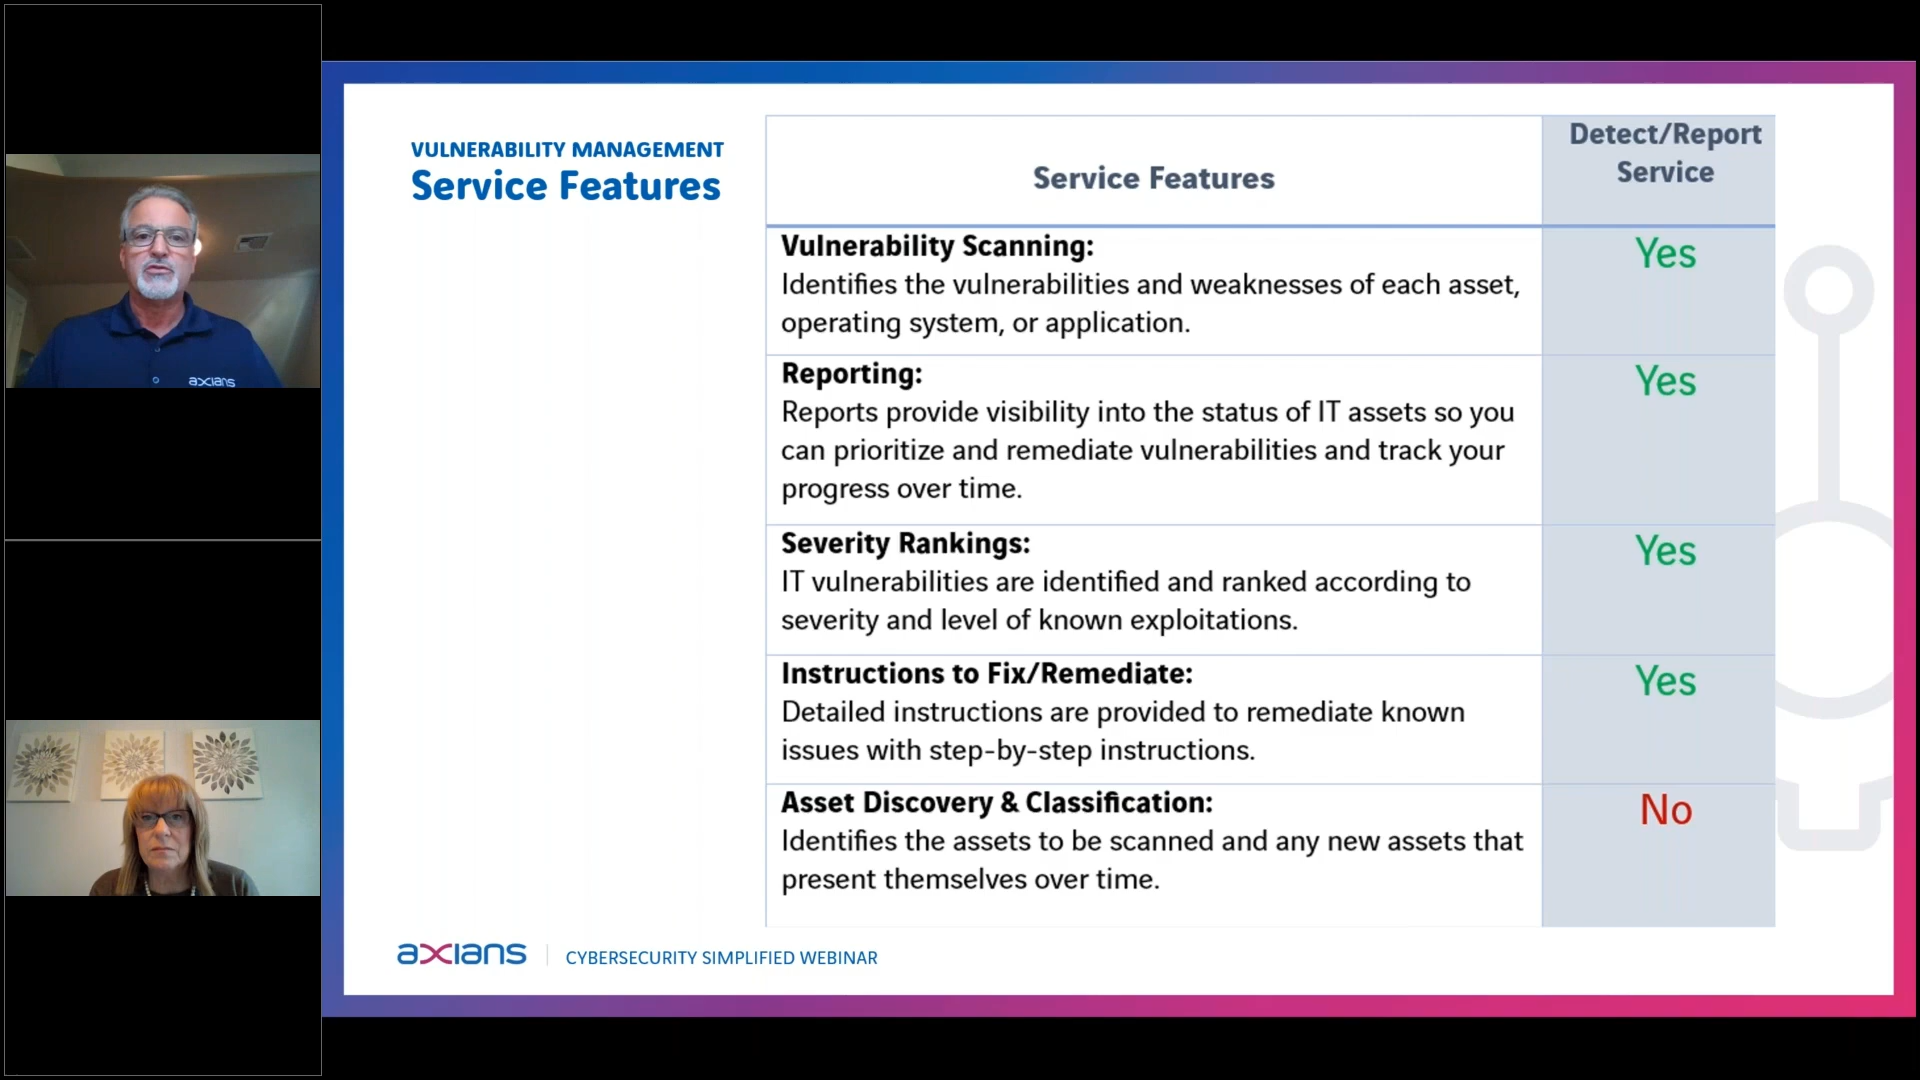 axians
VULNERABILITY MANAGEMENT
Service Features
Service Features
Detect/Report
Service
Vulnerability Scanning:
Identifies the vulnerabilities and weaknesses of each asset,
operating system, or application.
Yes
Reporting:
Reports provide visibility into the status of IT assets so you
can prioritize and remediate vulnerabilities and track your
progress over time.
Yes
Severity Rankings:
IT vulnerabilities are identified and ranked according to
severity and level of known exploitations.
Yes
Instructions to Fix/Remediate:
Detailed instructions are provided to remediate known
issues with step-by-step instructions.
Yes
Asset Discovery & Classification:
Identifies the assets to be scanned and any new assets that
present themselves over time.
No
axians
CYBERSECURITY SIMPLIFIED WEBINAR